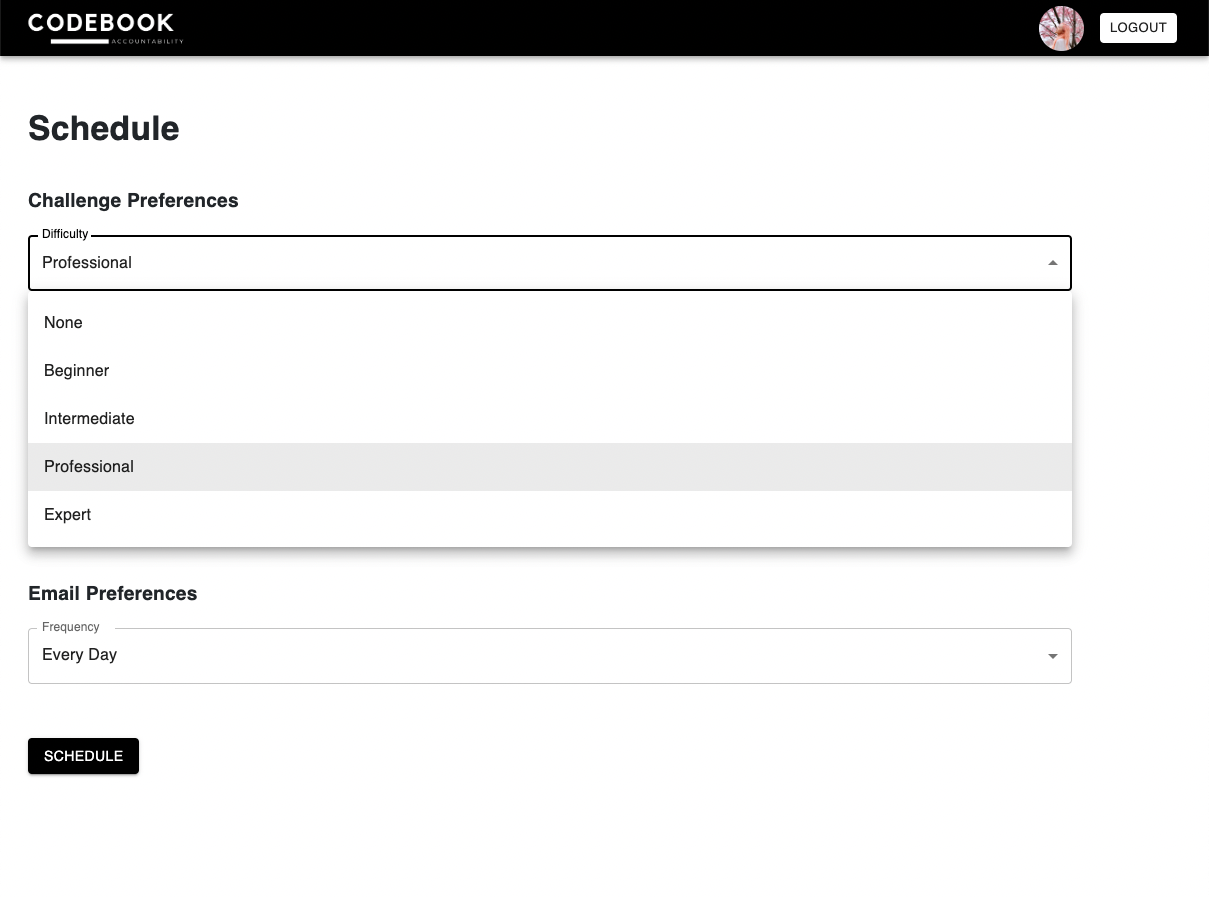 CODEBOOK
ACCOUNTABILITY
LOGOUT
Schedule
Challenge Preferences
Difficulty
Professional
None
Beginner
Intermediate
Professional
Expert
Email Preferences
Frequency
Every Day
SCHEDULE